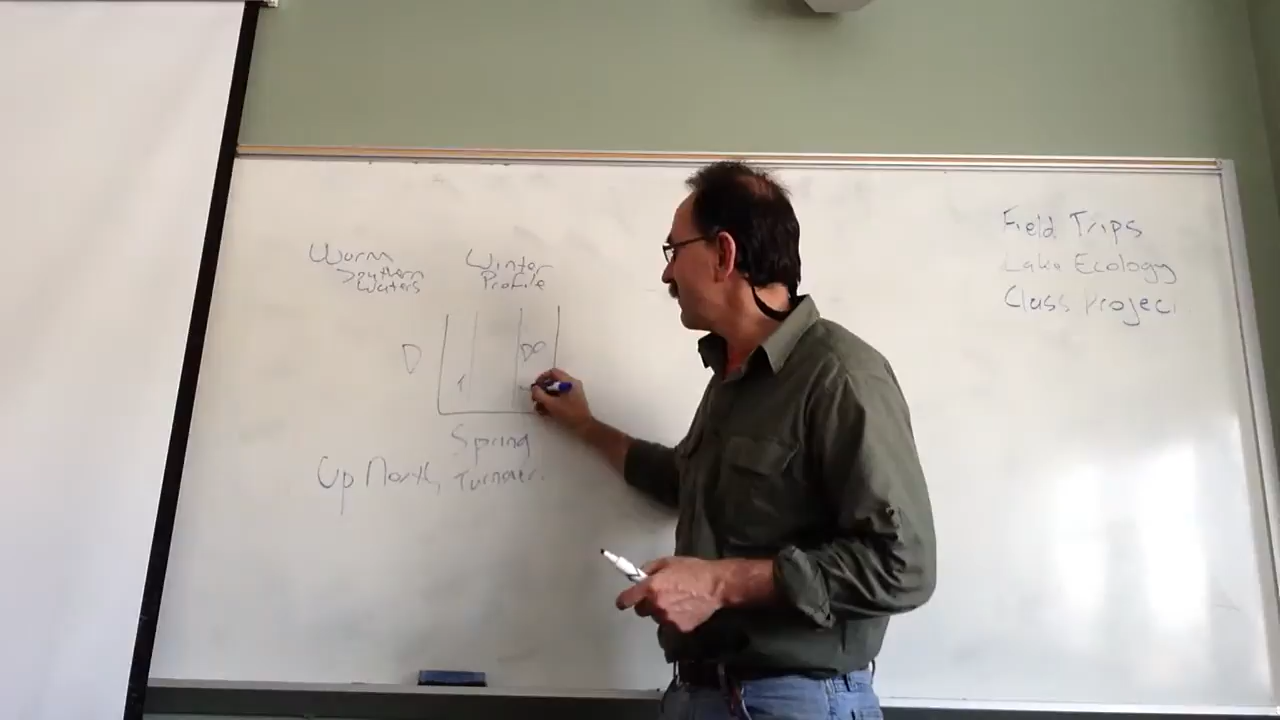 Warm
Southern
Waters
Winter
Profile
D
DO
Spring
Up North, Turnover.
Field Trips
Lake Ecology
Class Project